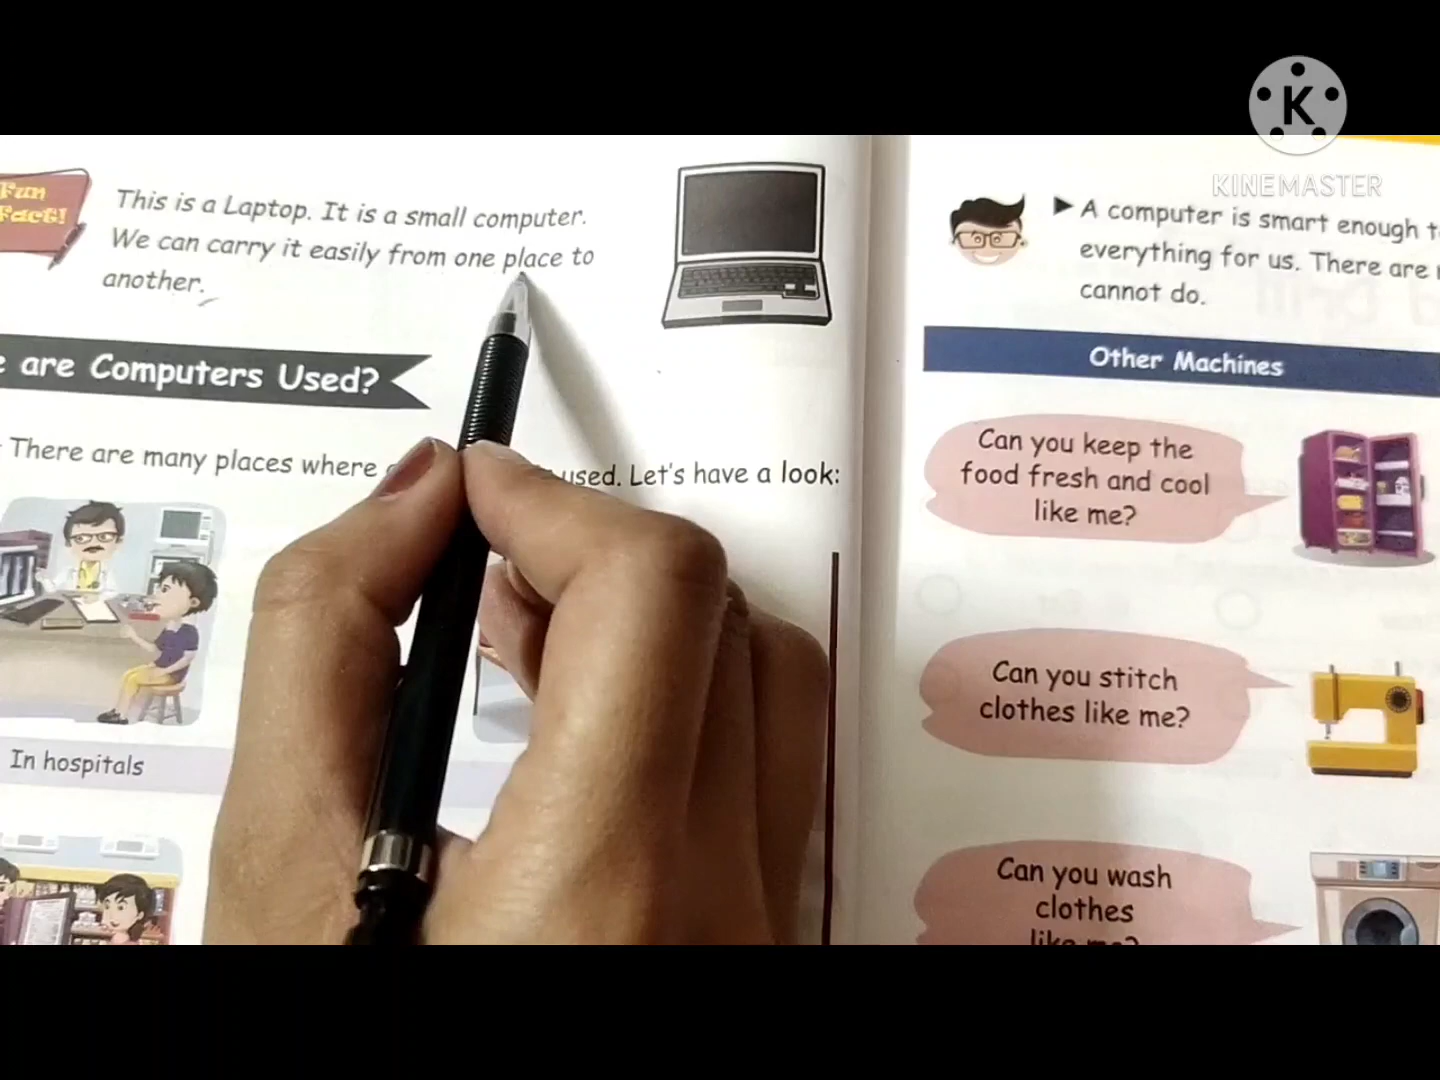 K
KINEMASTER
Fun
Fact!
This is a Laptop. It is a small computer.
We can carry it easily from one place to
another.
are Computers Used?
There are many places where used. Let's have a look:
In hospitals
A computer is smart enough
everything for us. There are
cannot do.
Other Machines
Can you keep the
food fresh and cool
like me?
Can you stitch
clothes like me?
Can you wash
clothes
like me?